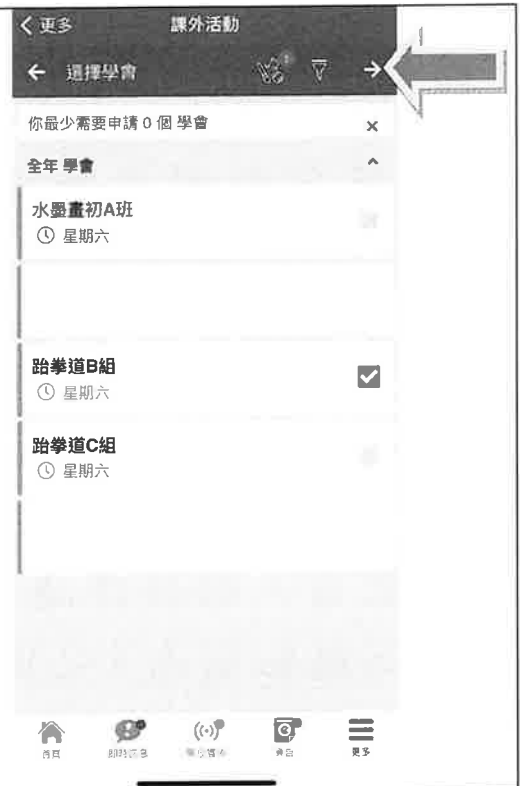 更多
課外活動
選擇學會
你最少需要申請 0 個 學會
全年 學會
水墨畫初A班
星期六
跆拳道B組
星期六
跆拳道C組
星期六
首頁
更多